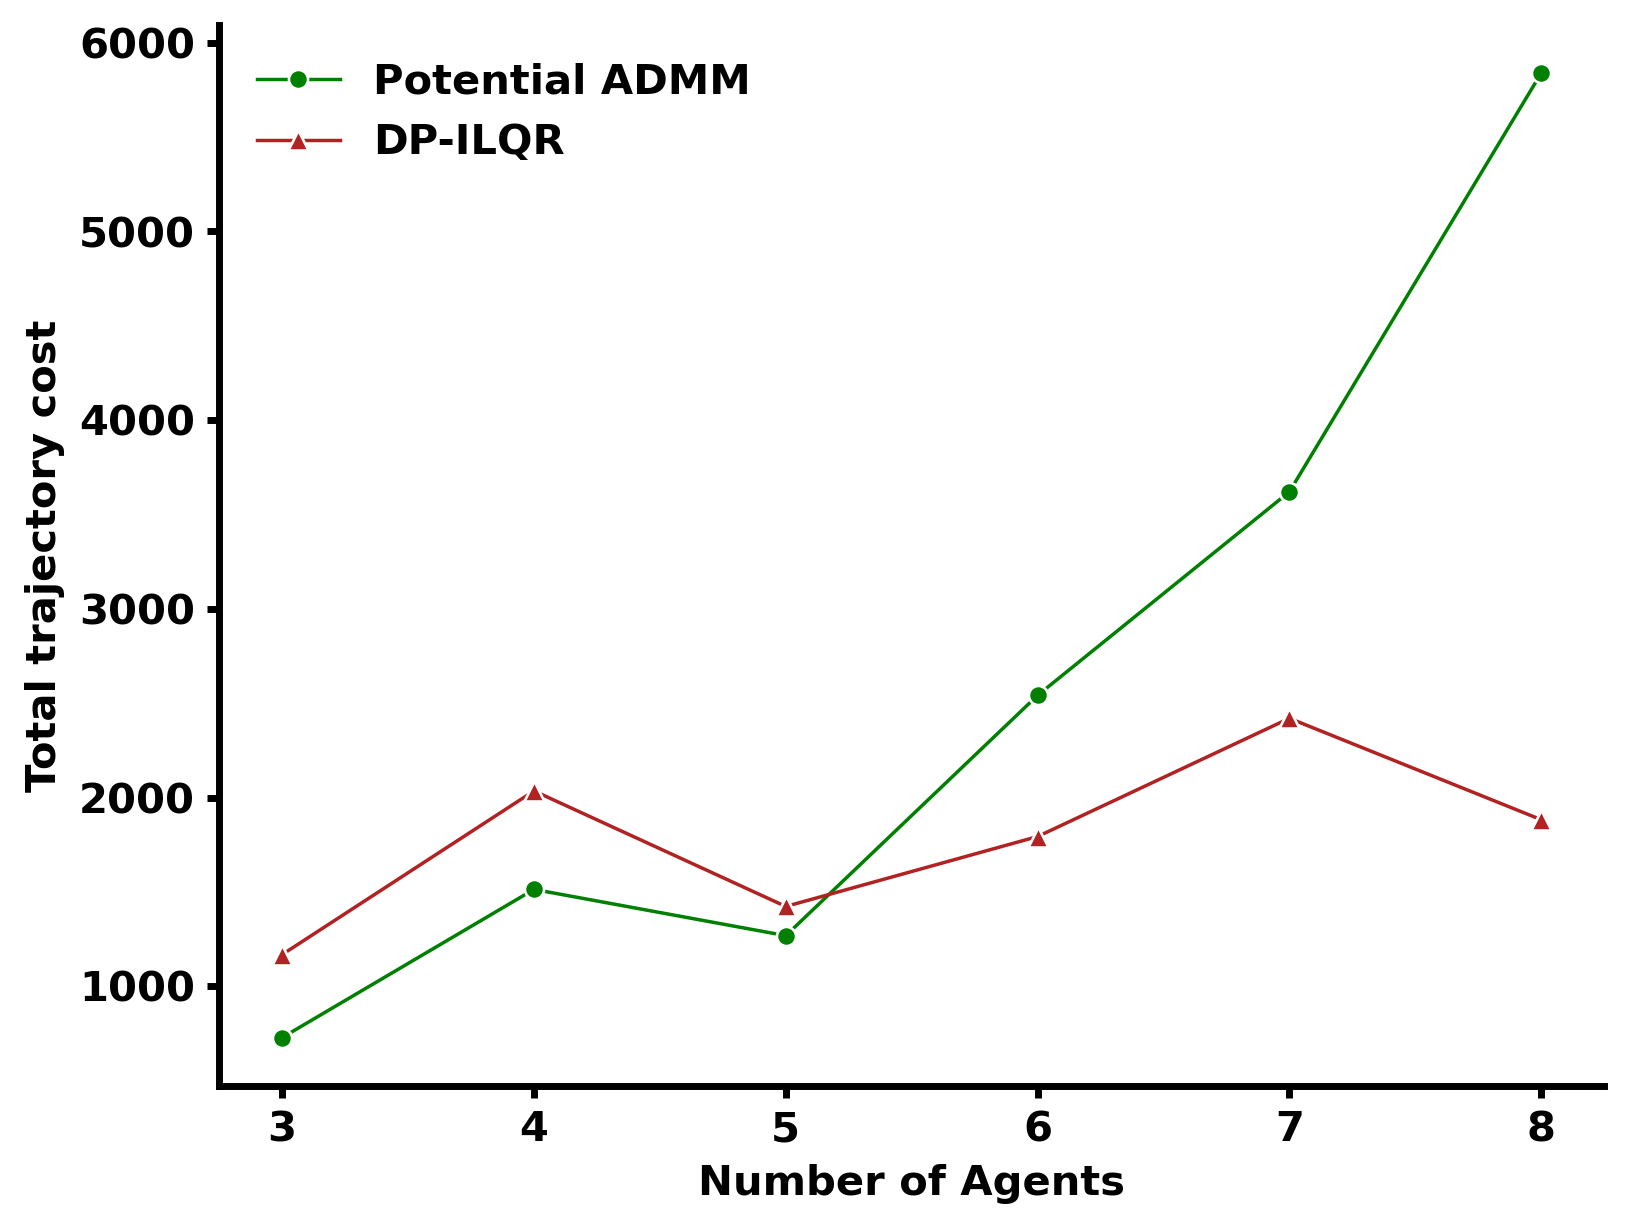 6000
5000
4000
3000
2000
1000
Total trajectory cost
Potential ADMM
DP-ILQR
3 4 5 6 7 8
Number of Agents